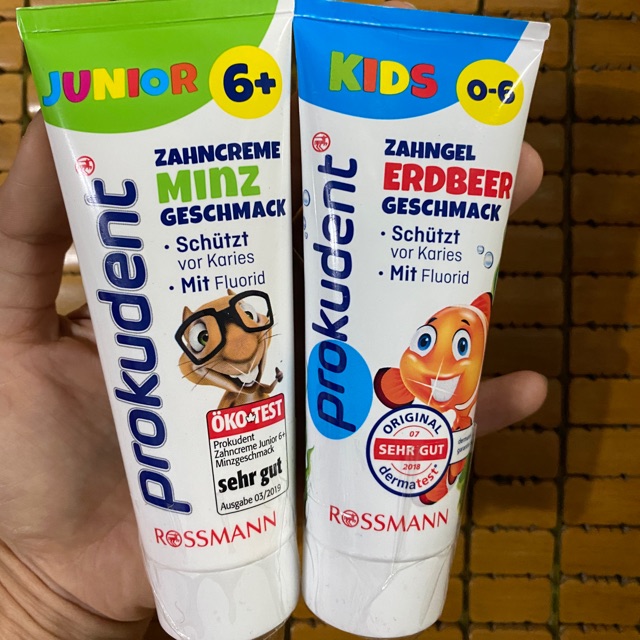 JUNIOR 6+
ZAHNCREME
MINZ
GESCHMACK
• Schützt
vor Karies
• Mit Fluorid
prokudent
ÖKO-TEST
Prokudent
Zahncreme Junior 6+
Minzgeschmack
sehr gut
Ausgabe 03/2019
ROSSMANN
KIDS 0-6
ZAHNGEL
ERDBEER
GESCHMACK
• Schützt
vor Karies
• Mit Fluorid
prokudent
ORIGINAL
07
SEHR GUT
2018
dermatest
ROSSMANN